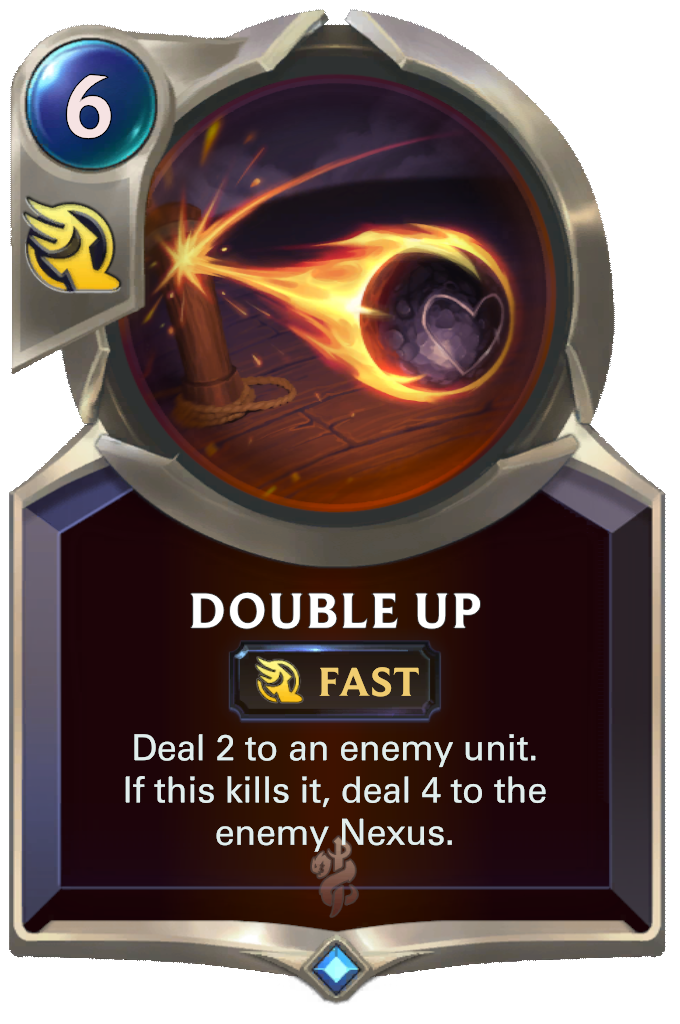 6
DOUBLE UP
FAST
Deal 2 to an enemy unit.
If this kills it, deal 4 to the
enemy Nexus.